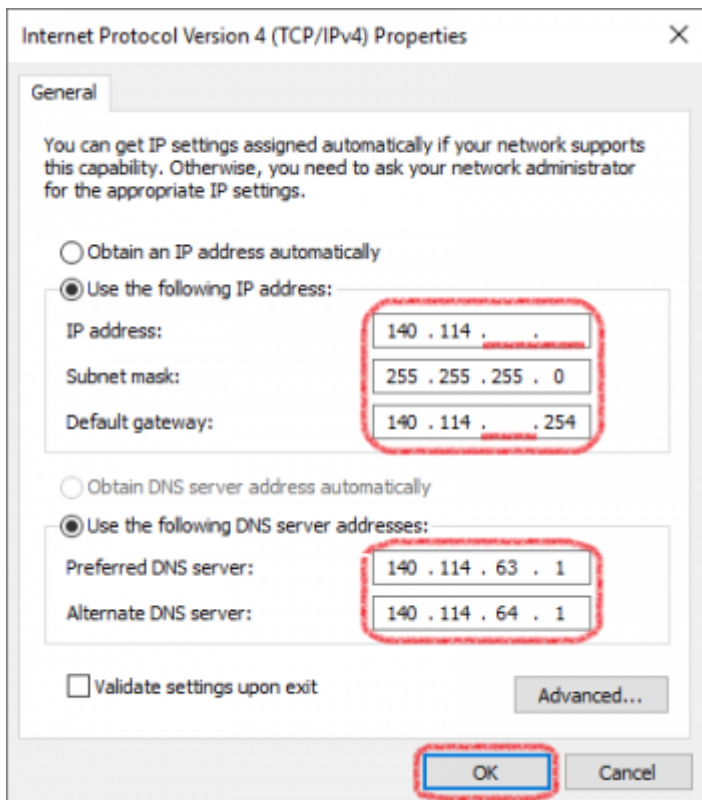 Internet Protocol Version 4 (TCP/IPv4) Properties
General
You can get IP settings assigned automatically if your network supports
this capability. Otherwise, you need to ask your network administrator
for the appropriate IP settings.
Obtain an IP address automatically
Use the following IP address:
IP address: 140 . 114 . .
Subnet mask: 255 . 255 . 255 . 0
Default gateway: 140 . 114 . . 254
Obtain DNS server address automatically
Use the following DNS server addresses:
Preferred DNS server: 140 . 114 . 63 . 1
Alternate DNS server: 140 . 114 . 64 . 1
Validate settings upon exit
Advanced...
OK Cancel